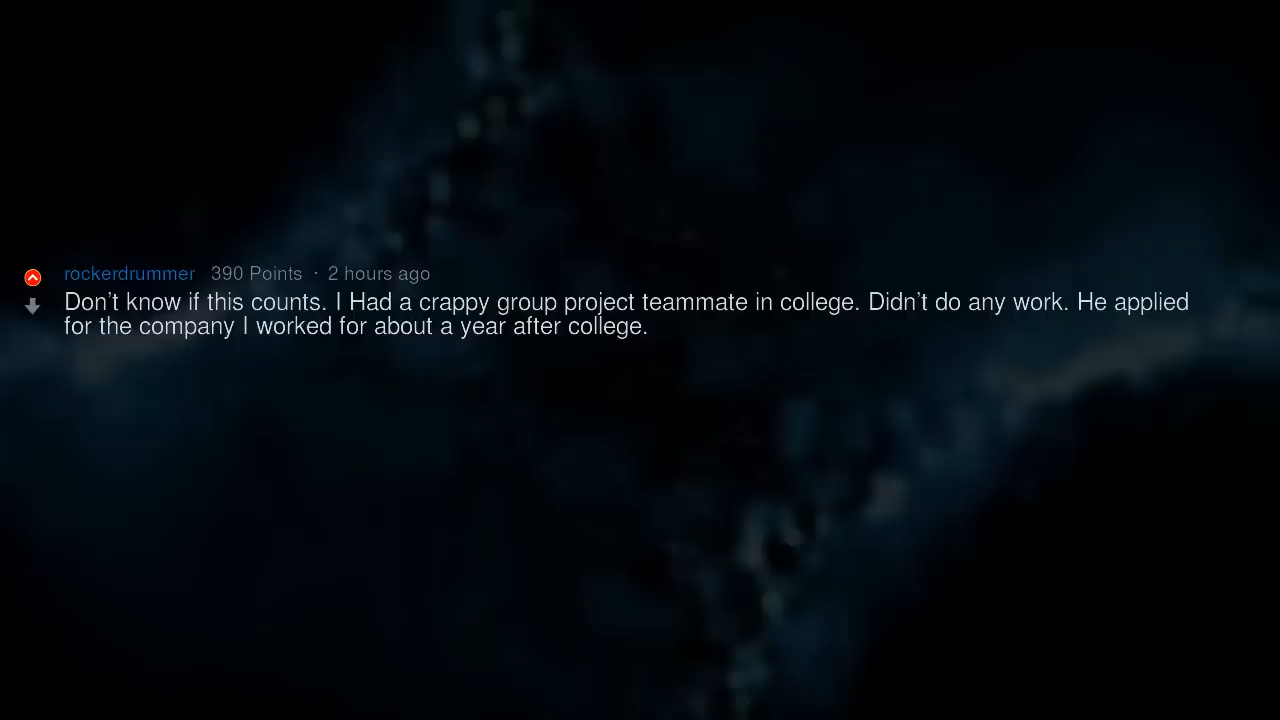 rockerdrummer 390 Points · 2 hours ago
Don't know if this counts. I Had a crappy group project teammate in college. Didn't do any work. He applied
for the company I worked for about a year after college.